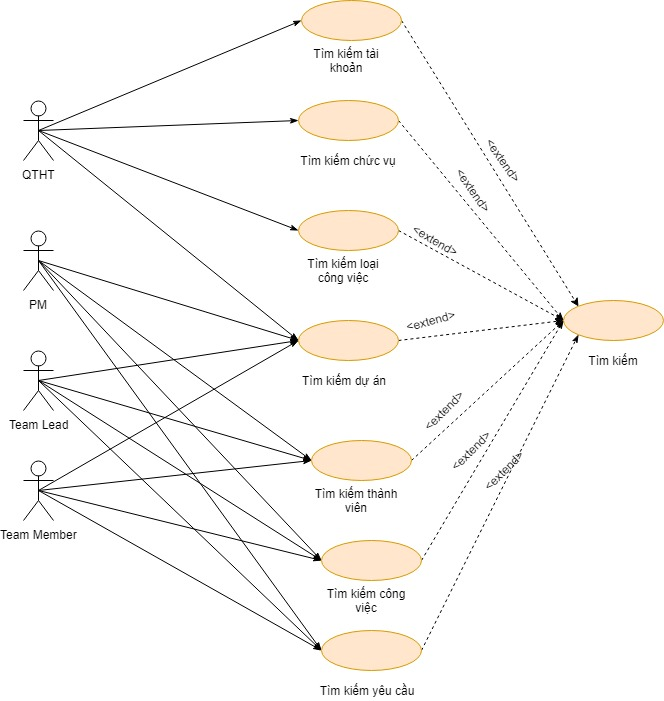 Tìm kiếm tài
khoản
<extend>
Tìm kiếm chức vụ
QTHT
<extend>
<extend>
Tìm kiếm loại
công việc
PM
<extend>
Tìm kiếm
Tìm kiếm dự án
Team Lead
<extend>
<extend>
<extend>
Tìm kiếm thành
viên
Team Member
Tìm kiếm công
việc
Tìm kiếm yêu cầu